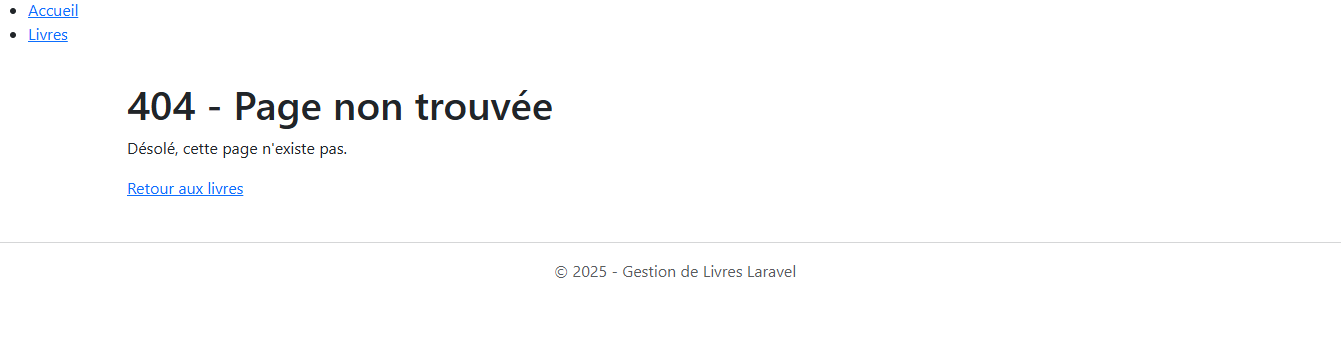 Accueil
Livres
404 - Page non trouvée
Désolé, cette page n'existe pas.
Retour aux livres
© 2025 - Gestion de Livres Laravel